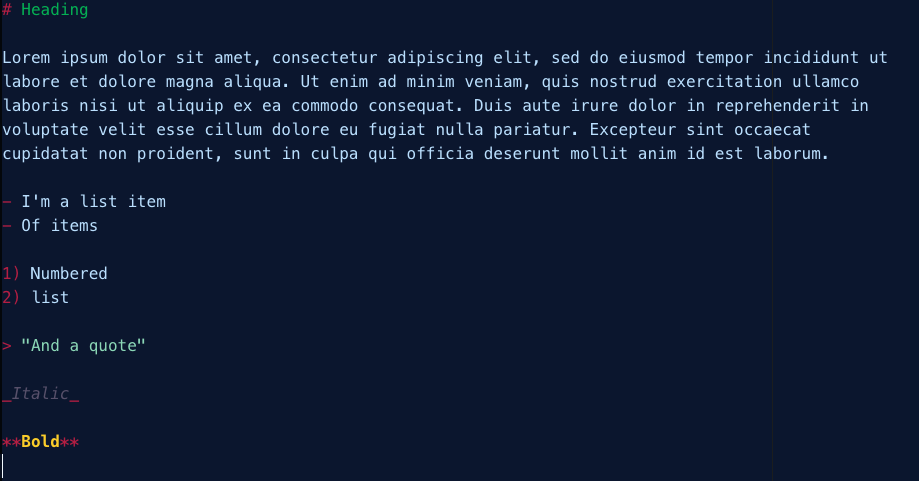 # Heading
Lorem ipsum dolor sit amet, consectetur adipiscing elit, sed do eiusmod tempor incididunt ut
labore et dolore magna aliqua. Ut enim ad minim veniam, quis nostrud exercitation ullamco
laboris nisi ut aliquip ex ea commodo consequat. Duis aute irure dolor in reprehenderit in
voluptate velit esse cillum dolore eu fugiat nulla pariatur. Excepteur sint occaecat
cupidatat non proident, sunt in culpa qui officia deserunt mollit anim id est laborum.
- I'm a list item
- Of items
1) Numbered
2) list
> "And a quote"
_Italic_
**Bold**